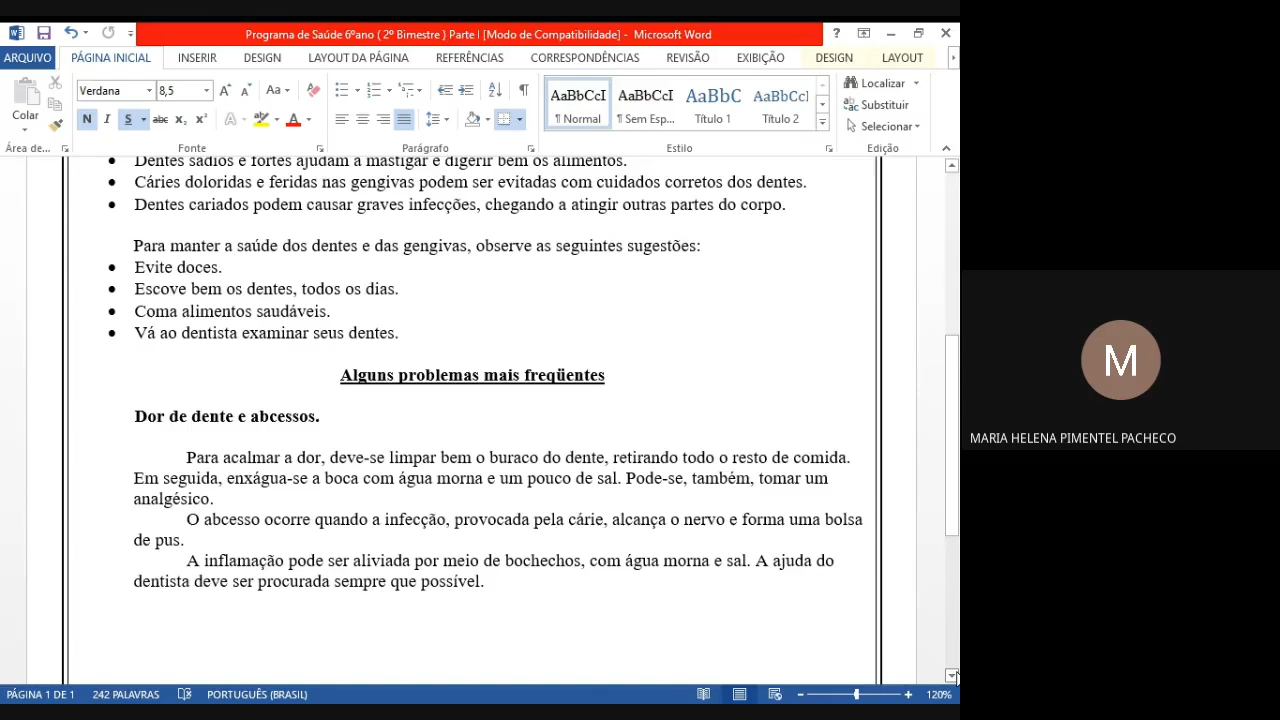 Programa de Saúde 6ºano ( 2º Bimestre ) Parte I [Modo de Compatibilidade] - Microsoft Word
ARQUIVO PÁGINA INICIAL INSERIR DESIGN LAYOUT DA PÁGINA REFERÊNCIAS CORRESPONDÊNCIAS REVISÃO EXIBIÇÃO DESIGN LAYOUT
Colar
Verdana 8,5
Aa
N I S abc x₂ x²
A A
AaBbCcI AaBbCcI AaBbC AaBbCcI
¶ Normal ¶ Sem Esp... Título 1 Título 2
Localizar
Substituir
Selecionar
Área de... Fonte Parágrafo Estilo Edição
• Dentes sadios e fortes ajudam a mastigar e digerir bem os alimentos.
• Cáries doloridas e feridas nas gengivas podem ser evitadas com cuidados corretos dos dentes.
• Dentes cariados podem causar graves infecções, chegando a atingir outras partes do corpo.
Para manter a saúde dos dentes e das gengivas, observe as seguintes sugestões:
• Evite doces.
• Escove bem os dentes, todos os dias.
• Coma alimentos saudáveis.
• Vá ao dentista examinar seus dentes.
Alguns problemas mais freqüentes
Dor de dente e abcessos.
Para acalmar a dor, deve-se limpar bem o buraco do dente, retirando todo o resto de comida.
Em seguida, enxágua-se a boca com água morna e um pouco de sal. Pode-se, também, tomar um
analgésico.
O abcesso ocorre quando a infecção, provocada pela cárie, alcança o nervo e forma uma bolsa
de pus.
A inflamação pode ser aliviada por meio de bochechos, com água morna e sal. A ajuda do
dentista deve ser procurada sempre que possível.
PÁGINA 1 DE 1 242 PALAVRAS PORTUGUÊS (BRASIL) 120%
M
MARIA HELENA PIMENTEL PACHECO